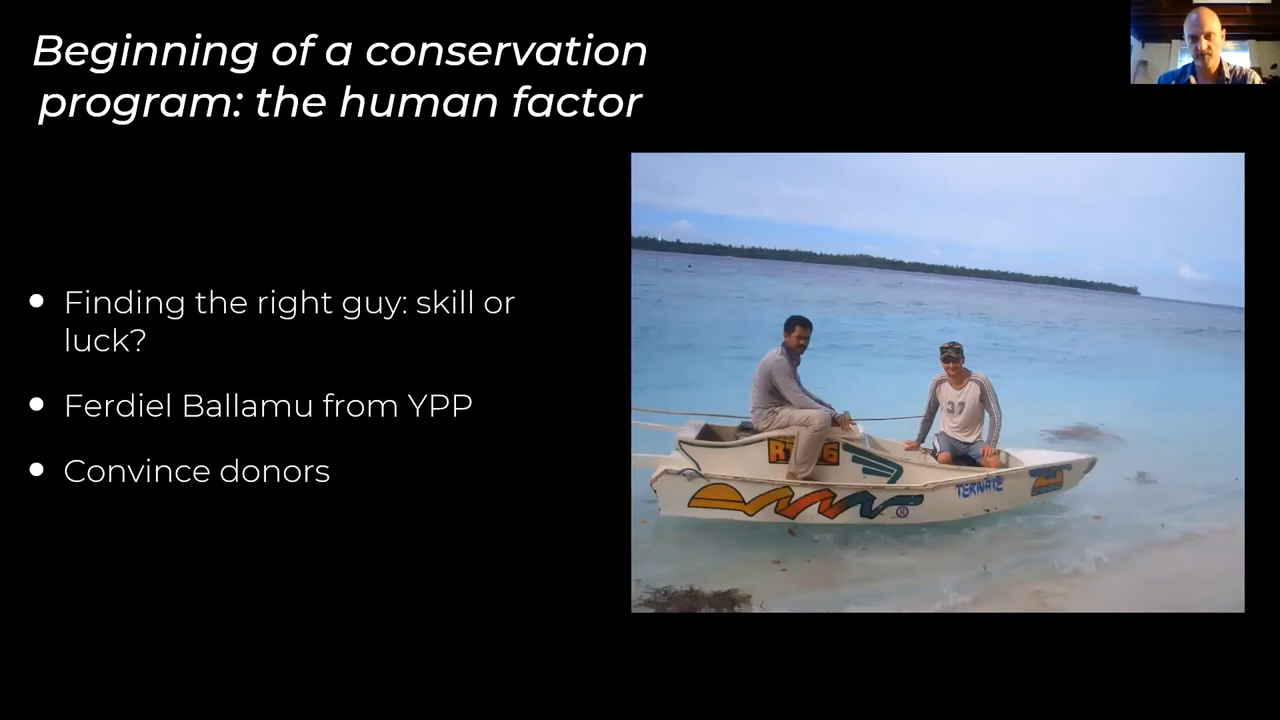 Beginning of a conservation
program: the human factor
• Finding the right guy: skill or
luck?
• Ferdiel Ballamu from YPP
• Convince donors
37
TERNATE